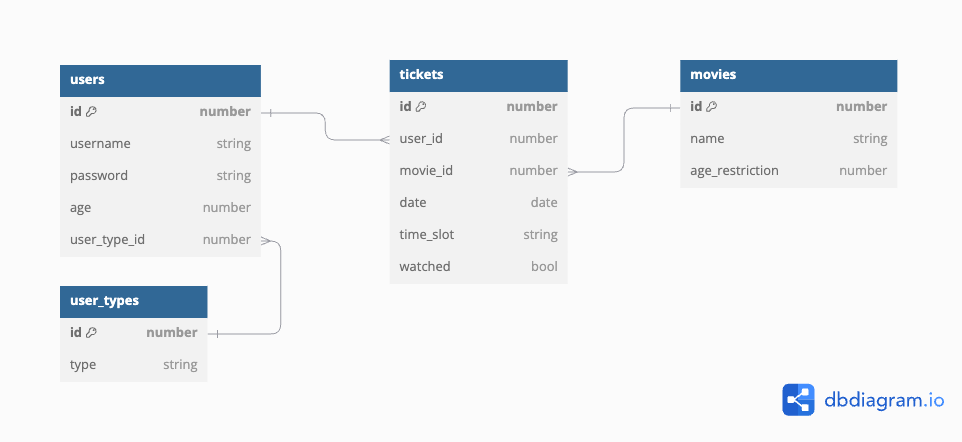 users
id number
username string
password string
age number
user_type_id number
user_types
id number
type string
tickets
id number
user_id number
movie_id number
date date
time_slot string
watched bool
movies
id number
name string
age_restriction number
dbdiagram.io